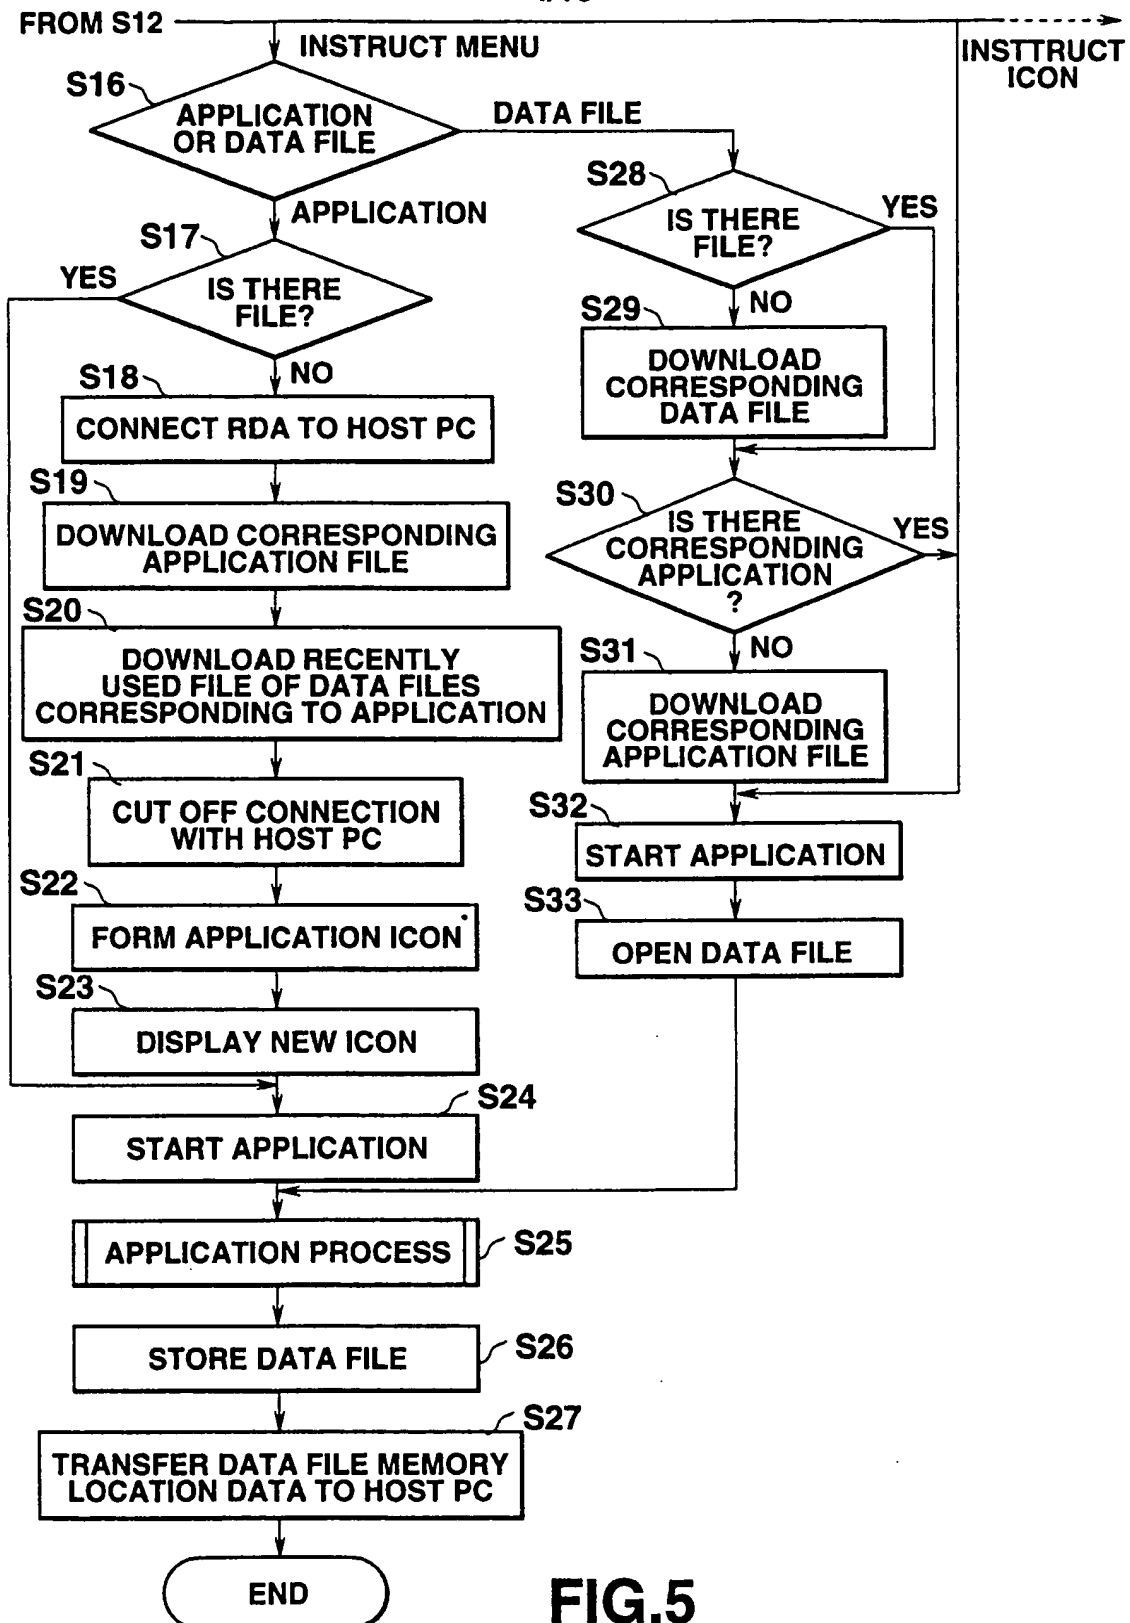 FROM S12
INSTRUCT MENU
INSTTRUCT
ICON
S16
APPLICATION
OR DATA FILE
DATA FILE
APPLICATION
S17
IS THERE
FILE?
YES
NO
S18
CONNECT RDA TO HOST PC
S19
DOWNLOAD CORRESPONDING
APPLICATION FILE
S20
DOWNLOAD RECENTLY
USED FILE OF DATA FILES
CORRESPONDING TO APPLICATION
S21
CUT OFF CONNECTION
WITH HOST PC
S22
FORM APPLICATION ICON
S23
DISPLAY NEW ICON
S24
START APPLICATION
S25
APPLICATION PROCESS
S26
STORE DATA FILE
S27
TRANSFER DATA FILE MEMORY
LOCATION DATA TO HOST PC
END
S28
IS THERE
FILE?
YES
NO
S29
DOWNLOAD
CORRESPONDING
DATA FILE
S30
IS THERE
CORRESPONDING
APPLICATION
?
YES
NO
S31
DOWNLOAD
CORRESPONDING
APPLICATION FILE
S32
START APPLICATION
S33
OPEN DATA FILE
FIG.5